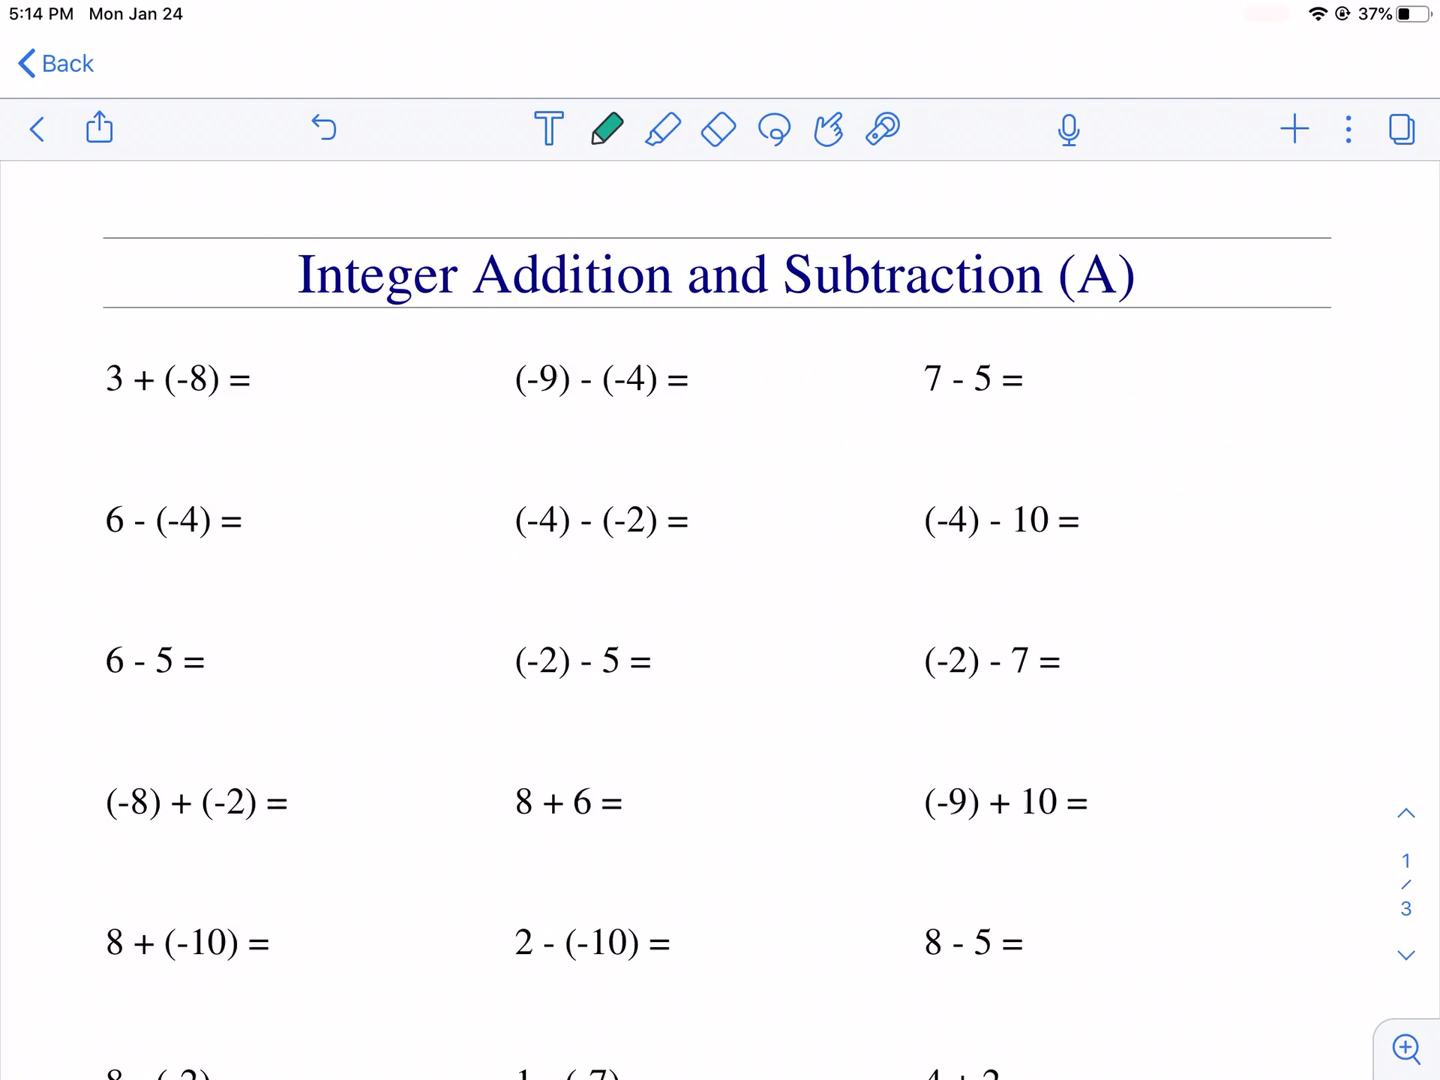 5:14 PM Mon Jan 24 37%
Back
Integer Addition and Subtraction (A)
3 + (-8) = (-9) - (-4) = 7 - 5 =
6 - (-4) = (-4) - (-2) = (-4) - 10 =
6 - 5 = (-2) - 5 = (-2) - 7 =
(-8) + (-2) = 8 + 6 = (-9) + 10 =
1
/
3
8 + (-10) = 2 - (-10) = 8 - 5 =